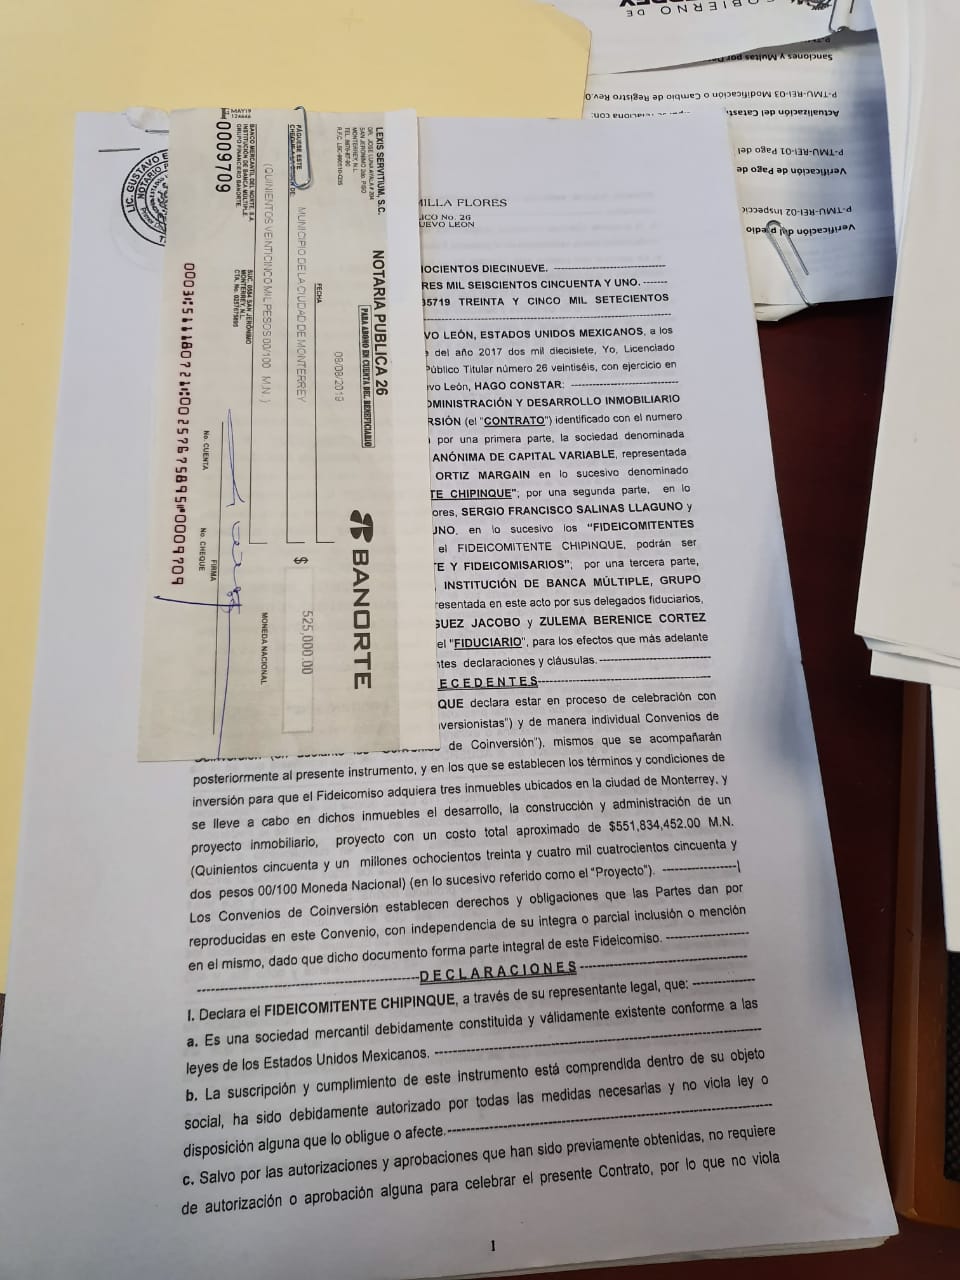 LEXIS SERVITIUM, S.C.
DR. JOSE LUNA AYALA # 204
SAN JERONIMO 2do. PISO
MONTERREY, N.L.
R.F.C. LSC-990510-Q35
NOTARIA PUBLICA 26
PARA ABONO EN CUENTA DEL BENEFICIARIO
BANORTE
08/08/2019
FECHA
PÁGUESE ESTE
CHEQUE A LA ORDEN DE:
MUNICIPIO DE LA CIUDAD DE MONTERREY
$ 525,000.00
(QUINIENTOS VEINTICINCO MIL PESOS 00/100 M.N.)
MONEDA NACIONAL
BANCO MERCANTIL DEL NORTE, S.A.
INSTITUCIÓN DE BANCA MÚLTIPLE,
GRUPO FINANCIERO BANORTE.
SUC. 0584 SAN JERÓNIMO
MONTERREY, N.L.
CTA. No. 0257675895
0009709
FIRMA
No. CUENTA
No. CHEQUE
0009709
MILLA FLORES
ICO No. 26
UEVO LEÓN
OCIENTOS DIECINUEVE.
RES MIL SEISCIENTOS CINCUENTA Y UNO.
35719 TREINTA Y CINCO MIL SETECIENTOS
VO LEÓN, ESTADOS UNIDOS MEXICANOS, a los
del año 2017 dos mil diecisiete, Yo, Licenciado
Público Titular número 26 veintiséis, con ejercicio en
vo León, HAGO CONSTAR:
DMINISTRACIÓN Y DESARROLLO INMOBILIARIO
RSIÓN (el "CONTRATO") identificado con el número
por una primera parte, la sociedad denominada
ANÓNIMA DE CAPITAL VARIABLE, representada
ORTIZ MARGAIN en lo sucesivo denominado
TE CHIPINQUE"; por una segunda parte, en lo
ores, SERGIO FRANCISCO SALINAS LLAGUNO y
UNO, en lo sucesivo los "FIDEICOMITENTES
el FIDEICOMITENTE CHIPINQUE, podrán ser
TE Y FIDEICOMISARIOS"; por una tercera parte,
INSTITUCIÓN DE BANCA MÚLTIPLE, GRUPO
resentada en este acto por sus delegados fiduciarios,
GUEZ JACOBO y ZULEMA BERENICE CORTEZ
el "FIDUCIARIO", para los efectos que más adelante
ntes declaraciones y cláusulas.
ECEDENTES
QUE declara estar en proceso de celebración con
versionistas") y de manera individual Convenios de
de Coinversión"), mismos que se acompañarán
posteriormente al presente instrumento, y en los que se establecen los términos y condiciones de
inversión para que el Fideicomiso adquiera tres inmuebles ubicados en la ciudad de Monterrey, y
se lleve a cabo en dichos inmuebles el desarrollo, la construcción y administración de un
proyecto inmobiliario, proyecto con un costo total aproximado de $551,834,452.00 M.N.
(Quinientos cincuenta y un millones ochocientos treinta y cuatro mil cuatrocientos cincuenta y
dos pesos 00/100 Moneda Nacional) (en lo sucesivo referido como el "Proyecto").
Los Convenios de Coinversión establecen derechos y obligaciones que las Partes dan por
reproducidas en este Convenio, con independencia de su integra o parcial inclusión o mención
en el mismo, dado que dicho documento forma parte integral de este Fideicomiso.
DECLARACIONES
I. Declara el FIDEICOMITENTE CHIPINQUE, a través de su representante legal, que:
a. Es una sociedad mercantil debidamente constituida y válidamente existente conforme a las
leyes de los Estados Unidos Mexicanos.
b. La suscripción y cumplimiento de este instrumento está comprendida dentro de su objeto
social, ha sido debidamente autorizado por todas las medidas necesarias y no viola ley o
disposición alguna que lo obligue o afecte.
c. Salvo por las autorizaciones y aprobaciones que han sido previamente obtenidas, no requiere
de autorización o aprobación alguna para celebrar el presente Contrato, por lo que no viola
1
LIC. GUSTAVO
NOTARIO
Verificación del Predio
P-TMU-REI-02 Inspecci
Verificación de Pago de
P-TMU-REI-01 Pago del
Actualización del Catast
P-TMU-REI-03 Modificación o Cambio de Registro
Sanciones y Multas por
GOBIERNO DE